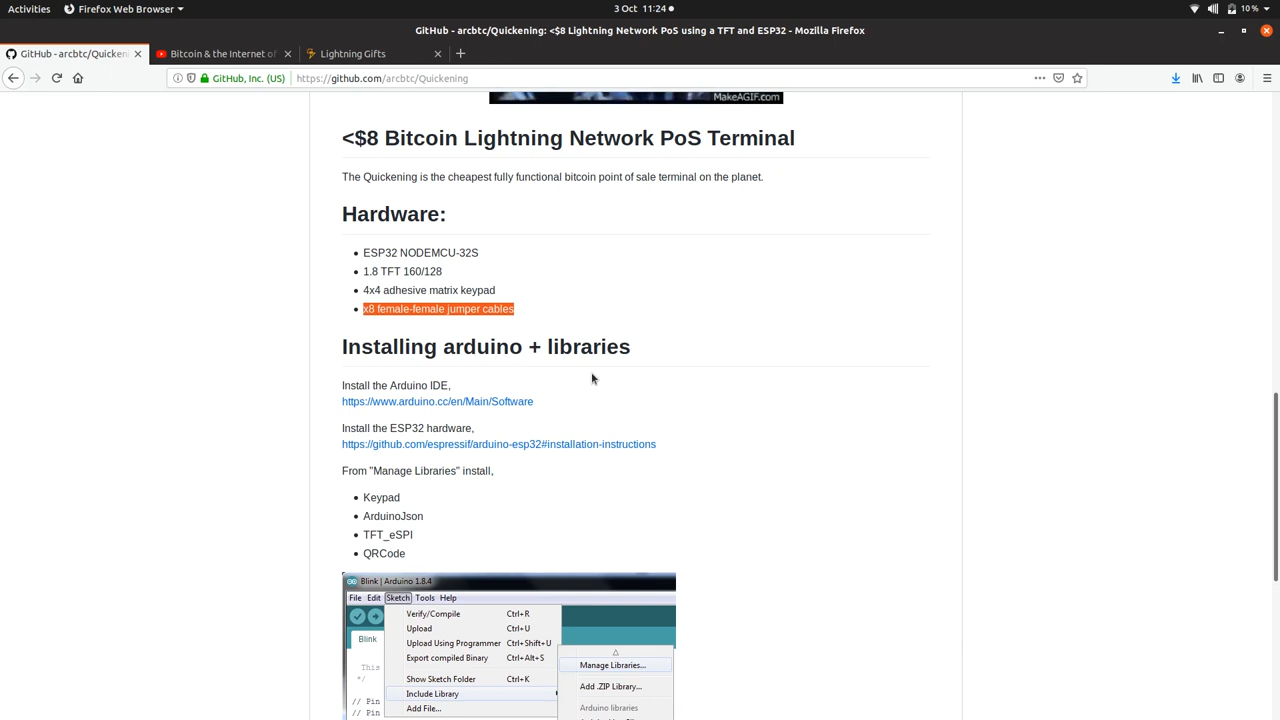 Activities Firefox Web Browser 3 Oct 11:24 10 %
GitHub - arcbtc/Quickening: <$8 Lightning Network PoS using a TFT and ESP32 - Mozilla Firefox
GitHub - arcbtc/Quicken Bitcoin & the Internet of Lightning Gifts
GitHub, Inc. (US) https://github.com/arcbtc/Quickening
MakeAGIF.com
<$8 Bitcoin Lightning Network PoS Terminal
The Quickening is the cheapest fully functional bitcoin point of sale terminal on the planet.
Hardware:
ESP32 NODEMCU-32S
1.8 TFT 160/128
4x4 adhesive matrix keypad
x8 female-female jumper cables
Installing arduino + libraries
Install the Arduino IDE,
https://www.arduino.cc/en/Main/Software
Install the ESP32 hardware,
https://github.com/espressif/arduino-esp32#installation-instructions
From "Manage Libraries" install,
Keypad
ArduinoJson
TFT_eSPI
QRCode
Blink | Arduino 1.8.4
File Edit Sketch Tools Help
Verify/Compile Ctrl+R
Upload Ctrl+U
Upload Using Programmer Ctrl+Shift+U
Export compiled Binary Ctrl+Alt+S
Show Sketch Folder Ctrl+K
Include Library
Add File...
Blink
This
*/
// Pin
// Pin
Manage Libraries...
Add .ZIP Library...
Arduino libraries